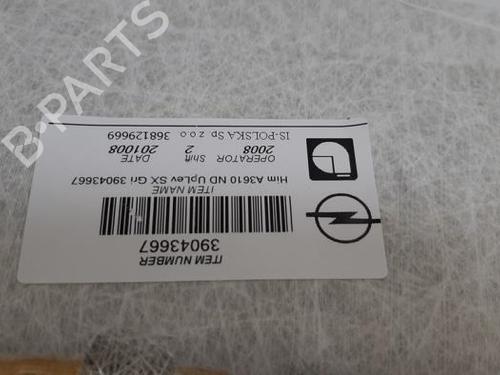 ITEM NUMBER
39043667
ITEM NAME
Him A3610 ND UpLev SX Gri 39043667
OPERATOR Shift DATE
2008 2 201008
IS-POLSKA Sp z.o.o 368129669
B-PARTS